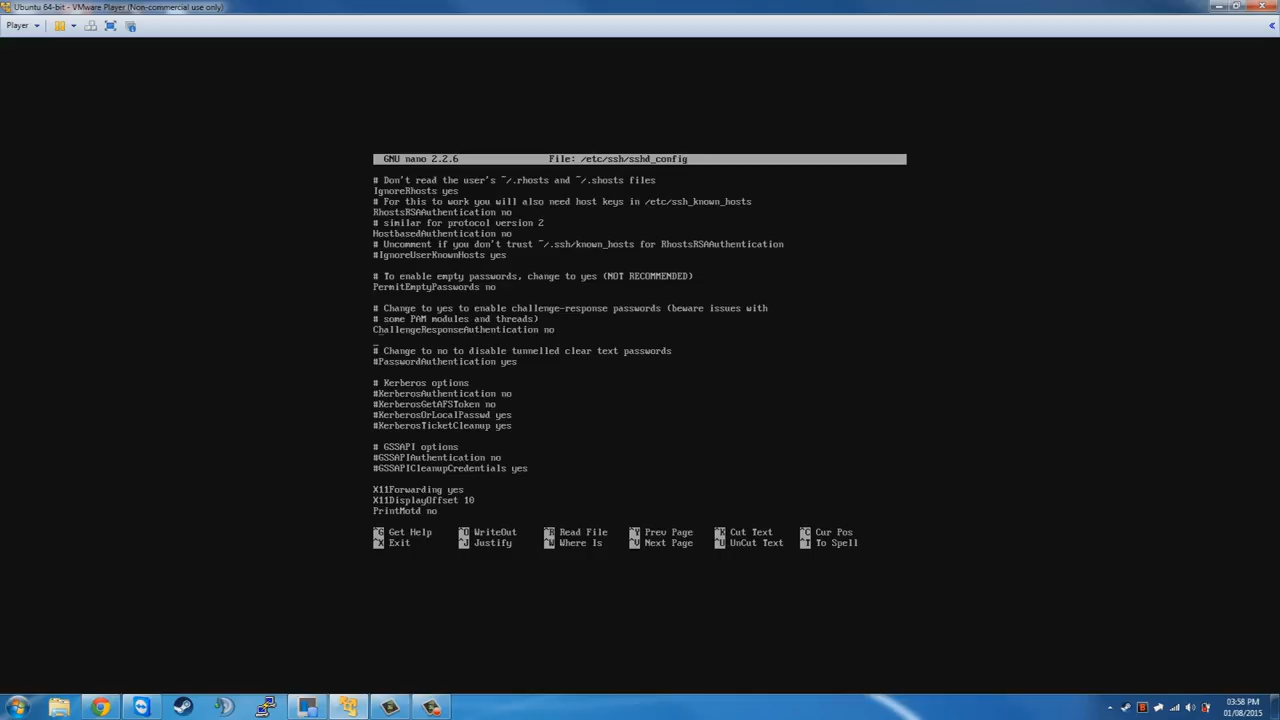 Ubuntu 64-bit - VMware Player (Non-commercial use only)
Player
GNU nano 2.2.6 File: /etc/ssh/sshd_config
# Don't read the user's ~/.rhosts and ~/.shosts files
IgnoreRhosts yes
# For this to work you will also need host keys in /etc/ssh_known_hosts
RhostsRSAAuthentication no
# similar for protocol version 2
HostbasedAuthentication no
# Uncomment if you don't trust ~/.ssh/known_hosts for RhostsRSAAuthentication
#IgnoreUserKnownHosts yes
# To enable empty passwords, change to yes (NOT RECOMMENDED)
PermitEmptyPasswords no
# Change to yes to enable challenge-response passwords (beware issues with
# some PAM modules and threads)
ChallengeResponseAuthentication no
# Change to no to disable tunnelled clear text passwords
#PasswordAuthentication yes
# Kerberos options
#KerberosAuthentication no
#KerberosGetAFSToken no
#KerberosOrLocalPasswd yes
#KerberosTicketCleanup yes
# GSSAPI options
#GSSAPIAuthentication no
#GSSAPICleanupCredentials yes
X11Forwarding yes
X11DisplayOffset 10
PrintMotd no
^G Get Help ^O WriteOut ^R Read File ^Y Prev Page ^K Cut Text ^C Cur Pos
^X Exit ^J Justify ^W Where Is ^V Next Page ^U UnCut Text ^T To Spell
03:58 PM
01/08/2015